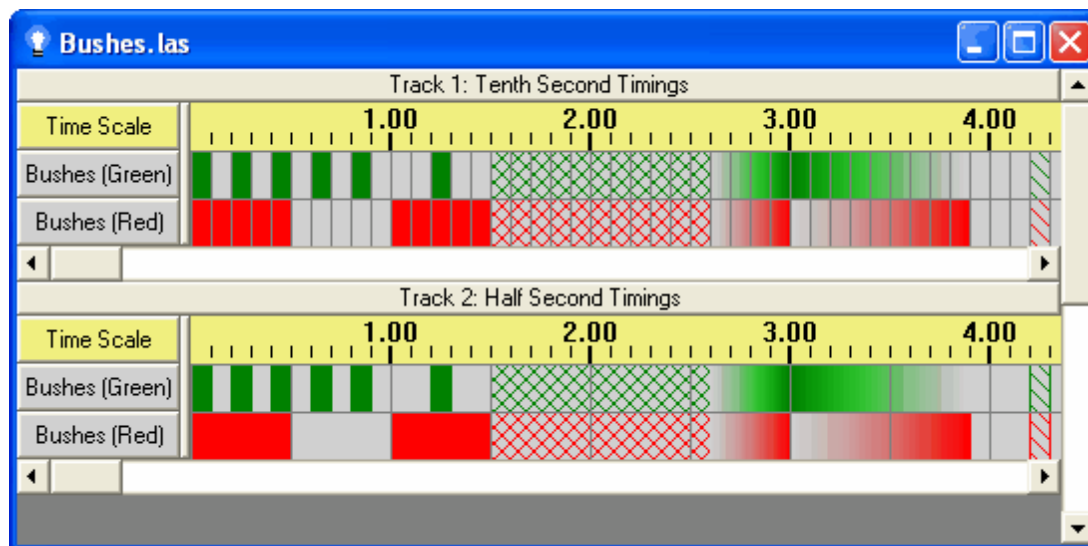 Bushes.las
Track 1: Tenth Second Timings
Time Scale 1.00 2.00 3.00 4.00
Bushes (Green)
Bushes (Red)
Track 2: Half Second Timings
Time Scale 1.00 2.00 3.00 4.00
Bushes (Green)
Bushes (Red)